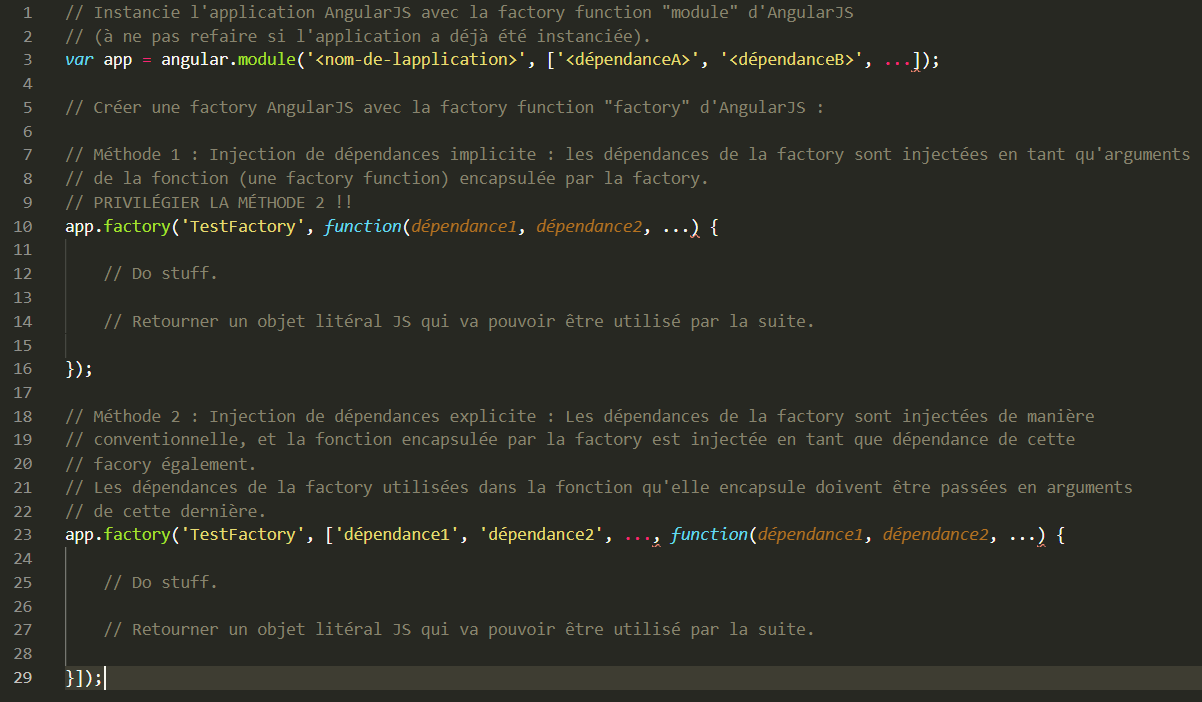 1 // Instancie l'application AngularJS avec la factory function "module" d'AngularJS
2 // (à ne pas refaire si l'application a déjà été instanciée).
3 var app = angular.module('<nom-de-lapplication>', ['<dépendanceA>', '<dépendanceB>', ...]);
4
5 // Créer une factory AngularJS avec la factory function "factory" d'AngularJS :
6
7 // Méthode 1 : Injection de dépendances implicite : les dépendances de la factory sont injectées en tant qu'arguments
8 // de la fonction (une factory function) encapsulée par la factory.
9 // PRIVILÉGIER LA MÉTHODE 2 !!
10 app.factory('TestFactory', function(dépendance1, dépendance2, ...) {
11
12 // Do stuff.
13
14 // Retourner un objet litéral JS qui va pouvoir être utilisé par la suite.
15
16 });
17
18 // Méthode 2 : Injection de dépendances explicite : Les dépendances de la factory sont injectées de manière
19 // conventionnelle, et la fonction encapsulée par la factory est injectée en tant que dépendance de cette
20 // facory également.
21 // Les dépendances de la factory utilisées dans la fonction qu'elle encapsule doivent être passées en arguments
22 // de cette dernière.
23 app.factory('TestFactory', ['dépendance1', 'dépendance2', ..., function(dépendance1, dépendance2, ...) {
24
25 // Do stuff.
26
27 // Retourner un objet litéral JS qui va pouvoir être utilisé par la suite.
28
29 }]);